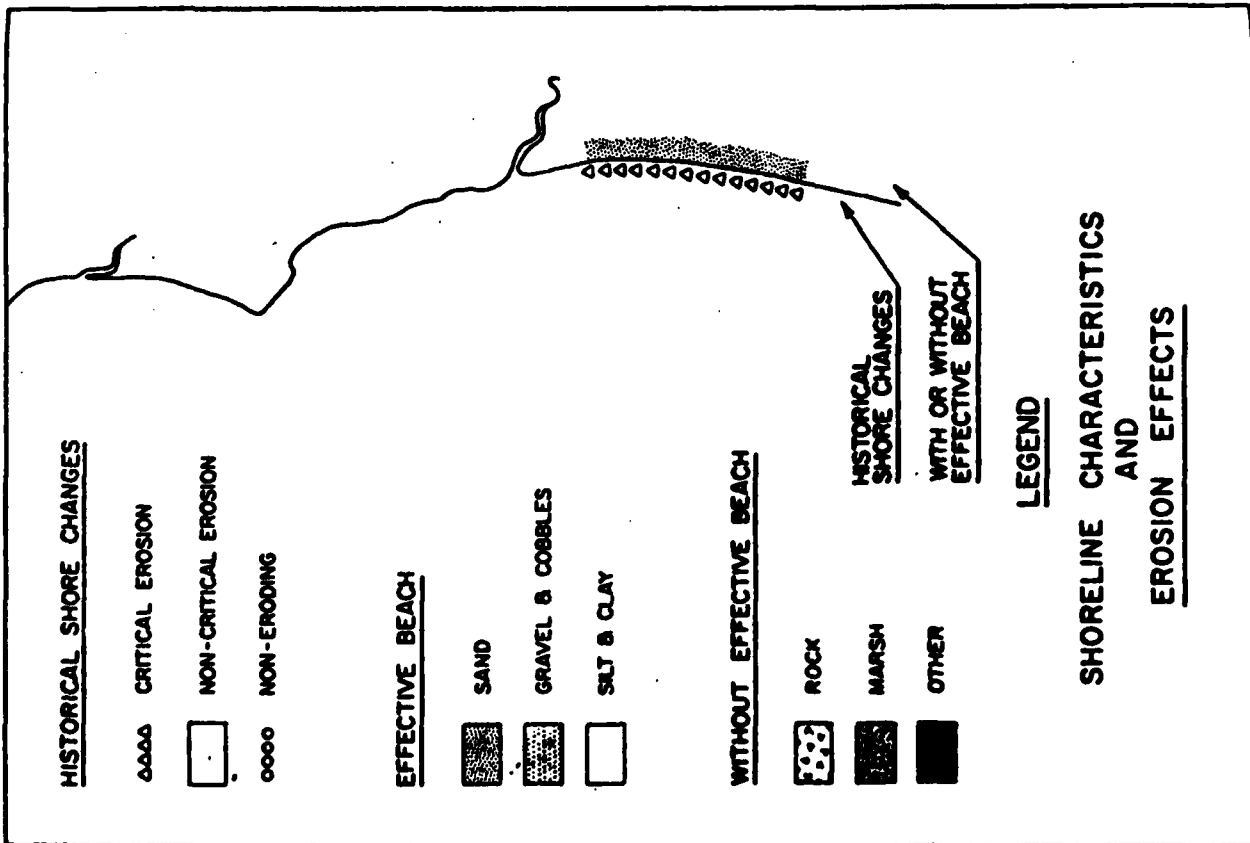 HISTORICAL SHORE CHANGES
CRITICAL EROSION
NON-CRITICAL EROSION
NON-ERODING
EFFECTIVE BEACH
SAND
GRAVEL & COBBLES
SILT & CLAY
WITHOUT EFFECTIVE BEACH
ROCK
MARSH
OTHER
HISTORICAL
SHORE CHANGES
WITH OR WITHOUT
EFFECTIVE BEACH
LEGEND
SHORELINE CHARACTERISTICS
AND
EROSION EFFECTS